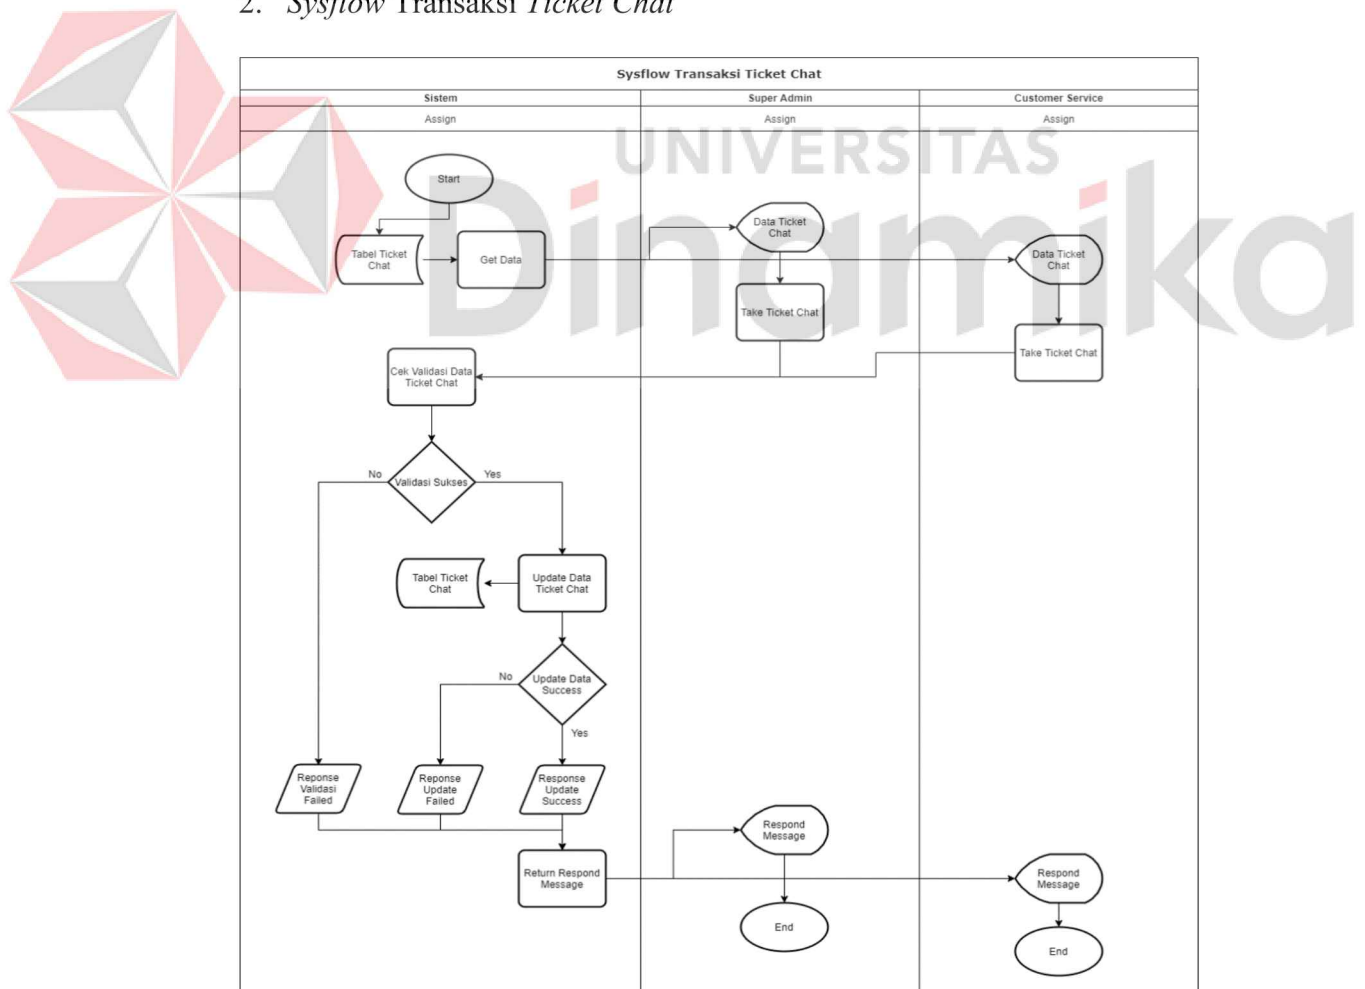 2. Sysflow Transaksi Ticket Chat
Sysflow Transaksi Ticket Chat
Sistem
Super Admin
Customer Service
Assign
Assign
Assign
UNIVERSITAS
Dinamika
Start
Tabel Ticket
Chat
Get Data
Data Ticket
Chat
Data Ticket
Chat
Take Ticket Chat
Take Ticket Chat
Cek Validasi Data
Ticket Chat
No
Validasi Sukses
Yes
Tabel Ticket
Chat
Update Data
Ticket Chat
No
Update Data
Success
Yes
Reponse
Validasi
Failed
Reponse
Update
Failed
Response
Update
Success
Return Respond
Message
Respond
Message
Respond
Message
End
End